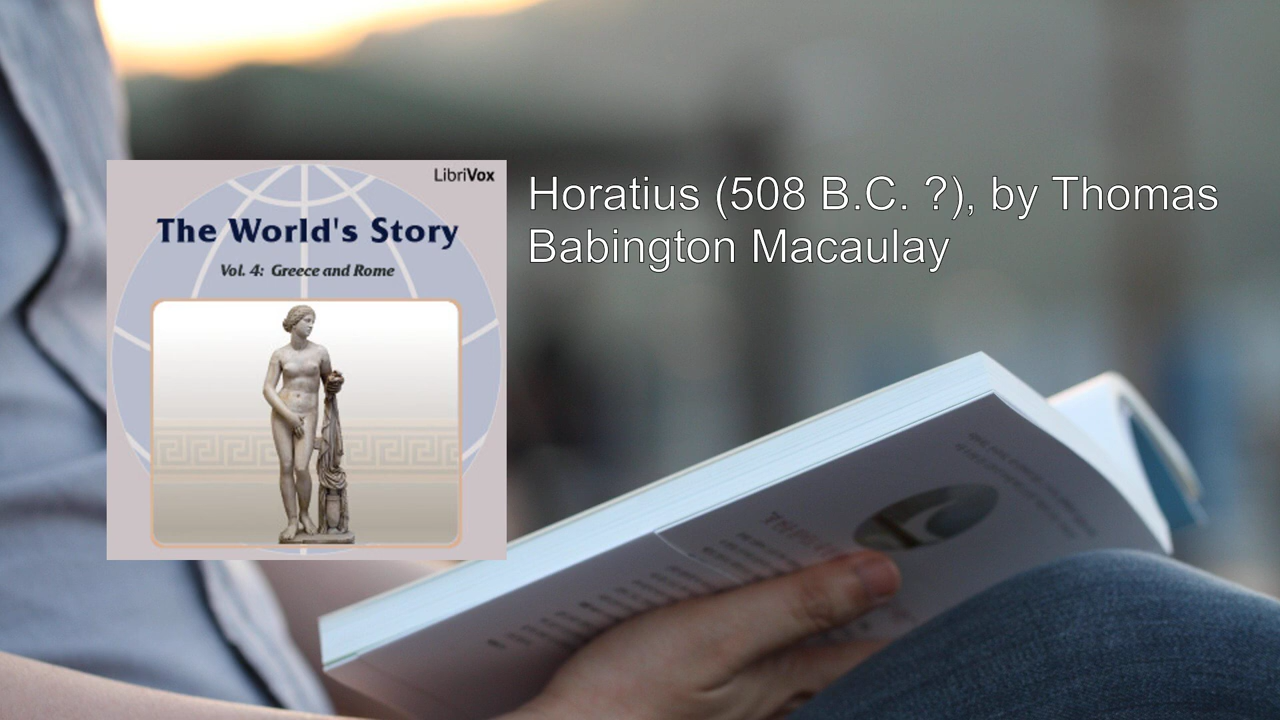 LibriVox
The World's Story
Vol. 4: Greece and Rome
Horatius (508 B.C. ?), by Thomas
Babington Macaulay